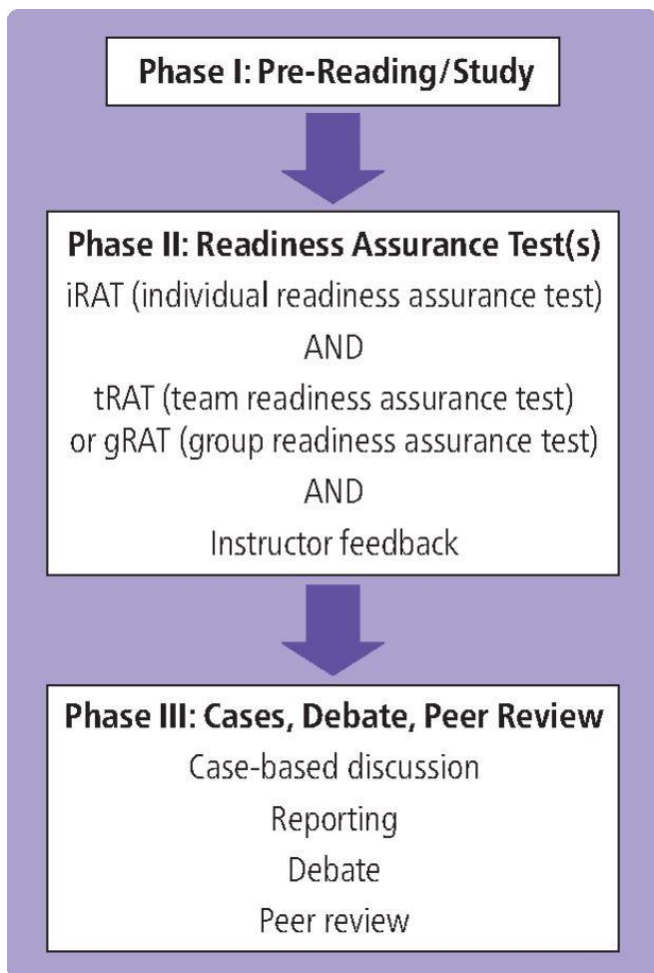 Phase I: Pre-Reading/Study
Phase II: Readiness Assurance Test(s)
iRAT (individual readiness assurance test)
AND
tRAT (team readiness assurance test)
or gRAT (group readiness assurance test)
AND
Instructor feedback
Phase III: Cases, Debate, Peer Review
Case-based discussion
Reporting
Debate
Peer review